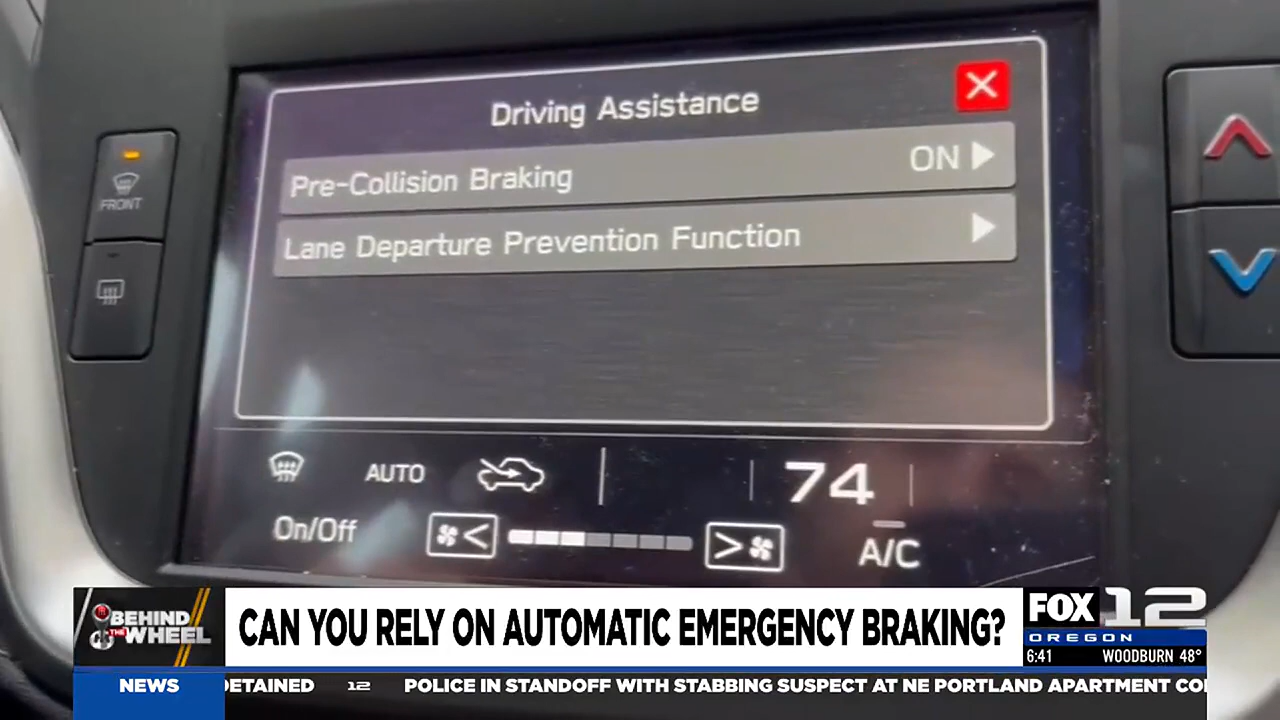 Driving Assistance
Pre-Collision Braking ON
Lane Departure Prevention Function
FRONT
AUTO
74
On/Off
A/C
BEHIND
THE WHEEL
CAN YOU RELY ON AUTOMATIC EMERGENCY BRAKING?
FOX 12
OREGON
6:41 WOODBURN 48°
NEWS
DETAINED 12 POLICE IN STANDOFF WITH STABBING SUSPECT AT NE PORTLAND APARTMENT